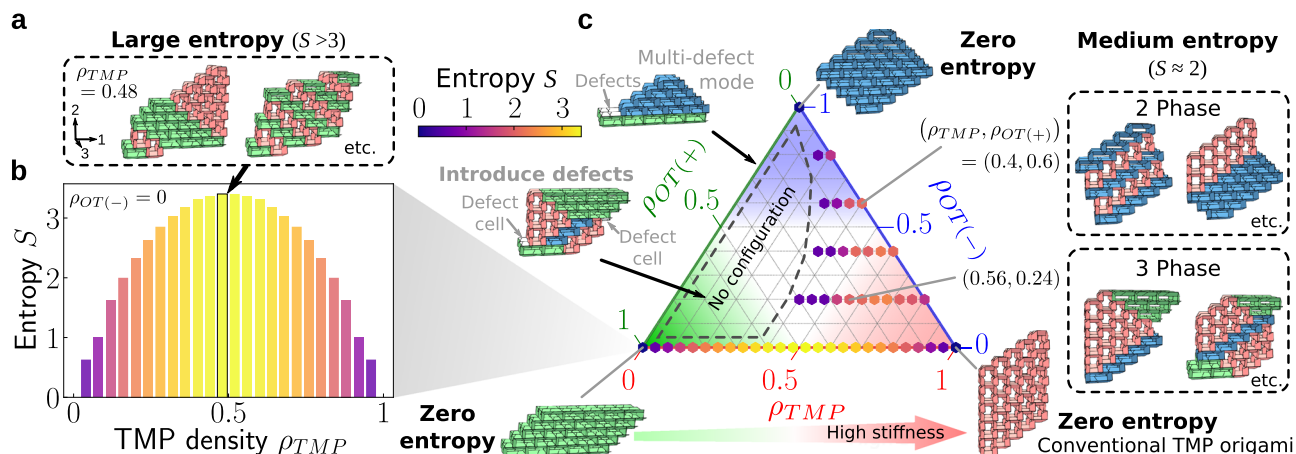 a
Large entropy (S >3)
ρTMP
= 0.48
2
1
3
etc.
b
ρOT(−) = 0
Entropy S
3
2
1
0
0
0.5
1
TMP density ρTMP
Entropy S
0 1 2 3
c
Defects
Multi-defect
mode
Introduce defects
Defect
cell
Defect
cell
Zero
entropy
0
1
ρOT(+)
0.5
1
ρOT(−)
0.5
0
No configuration
(ρTMP, ρOT(+))
= (0.4, 0.6)
(0.56, 0.24)
0
0.5
1
ρTMP
Zero
entropy
High stiffness
Zero entropy
Conventional TMP origami
Medium entropy
(S ≈ 2)
2 Phase
etc.
3 Phase
etc.